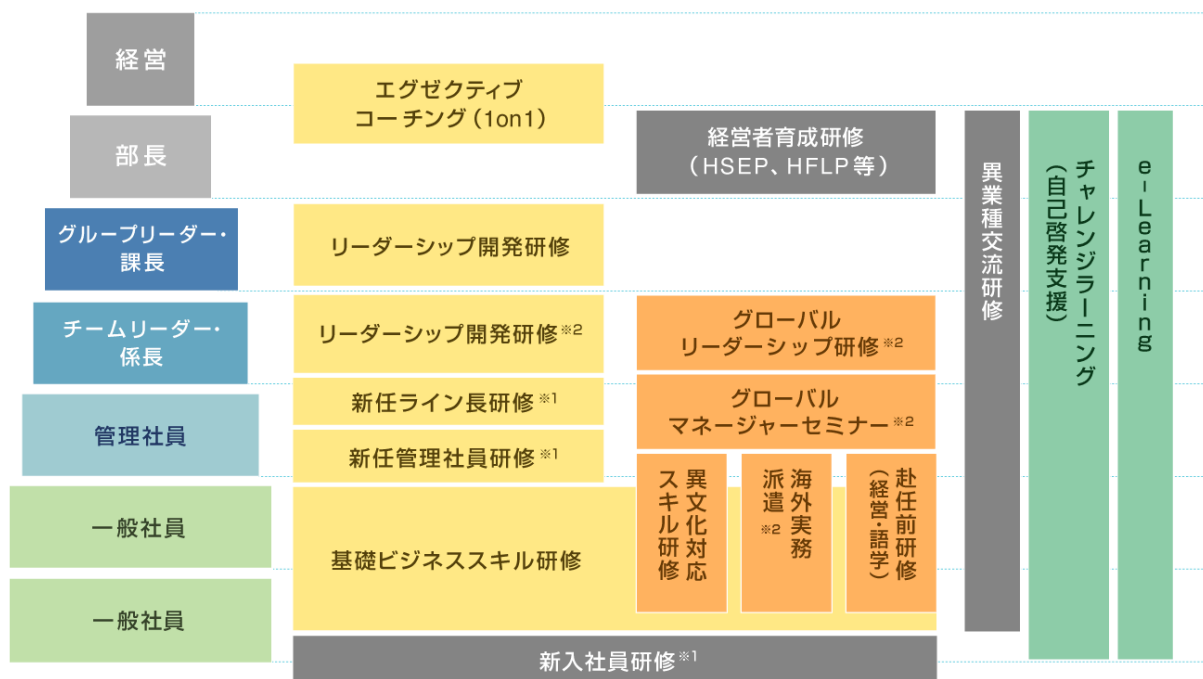 経営
部長
グループリーダー・
課長
チームリーダー・
係長
管理社員
一般社員
一般社員
エグゼクティブ
コーチング（1on1）
リーダーシップ開発研修
リーダーシップ開発研修※2
新任ライン長研修※1
新任管理社員研修※1
基礎ビジネススキル研修
新入社員研修※1
経営者育成研修
（HSEP、HFLP等）
グローバル
リーダーシップ研修※2
グローバル
マネージャーセミナー※2
異文化対応
スキル研修
海外実務
派遣※2
赴任前研修
（経営・語学）
異業種交流研修
チャレンジラーニング
（自己啓発支援）
e-Learning